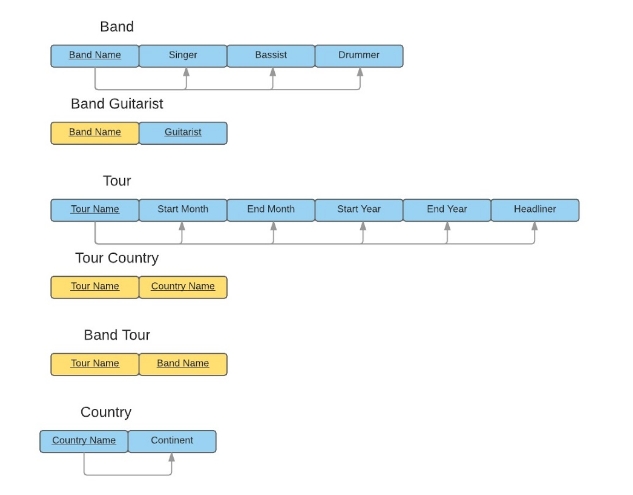 Band
Band Name Singer Bassist Drummer
Band Guitarist
Band Name Guitarist
Tour
Tour Name Start Month End Month Start Year End Year Headliner
Tour Country
Tour Name Country Name
Band Tour
Tour Name Band Name
Country
Country Name Continent